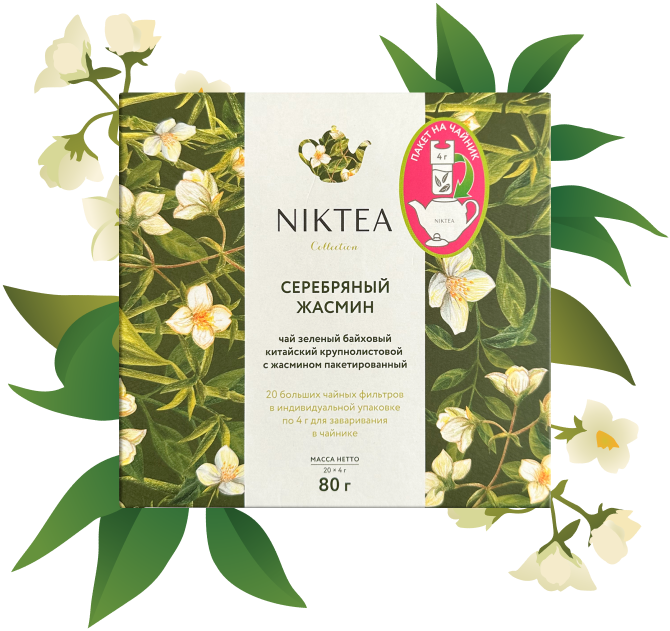 NIKTEA
Collection
ПАКЕТ НА ЧАЙНИК
4 г
NIKTEA
СЕРЕБРЯНЫЙ
ЖАСМИН
чай зеленый байховый
китайский крупнолистовой
с жасмином пакетированный
20 больших чайных фильтров
в индивидуальной упаковке
по 4 г для заваривания
в чайнике
МАССА НЕТТО
20 × 4 г
80 г